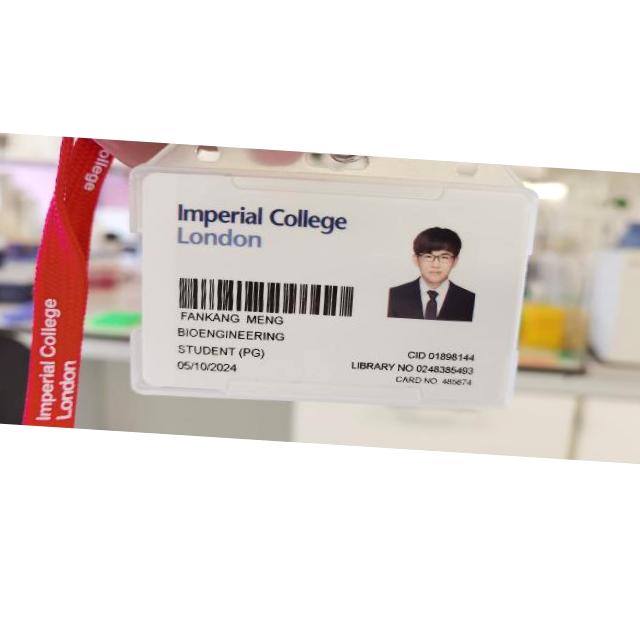 Imperial College
London
FANKANG MENG
BIOENGINEERING
STUDENT (PG)
05/10/2024
CID 01898144
LIBRARY NO 0248385493
CARD NO 485674
Imperial College
London
ollege